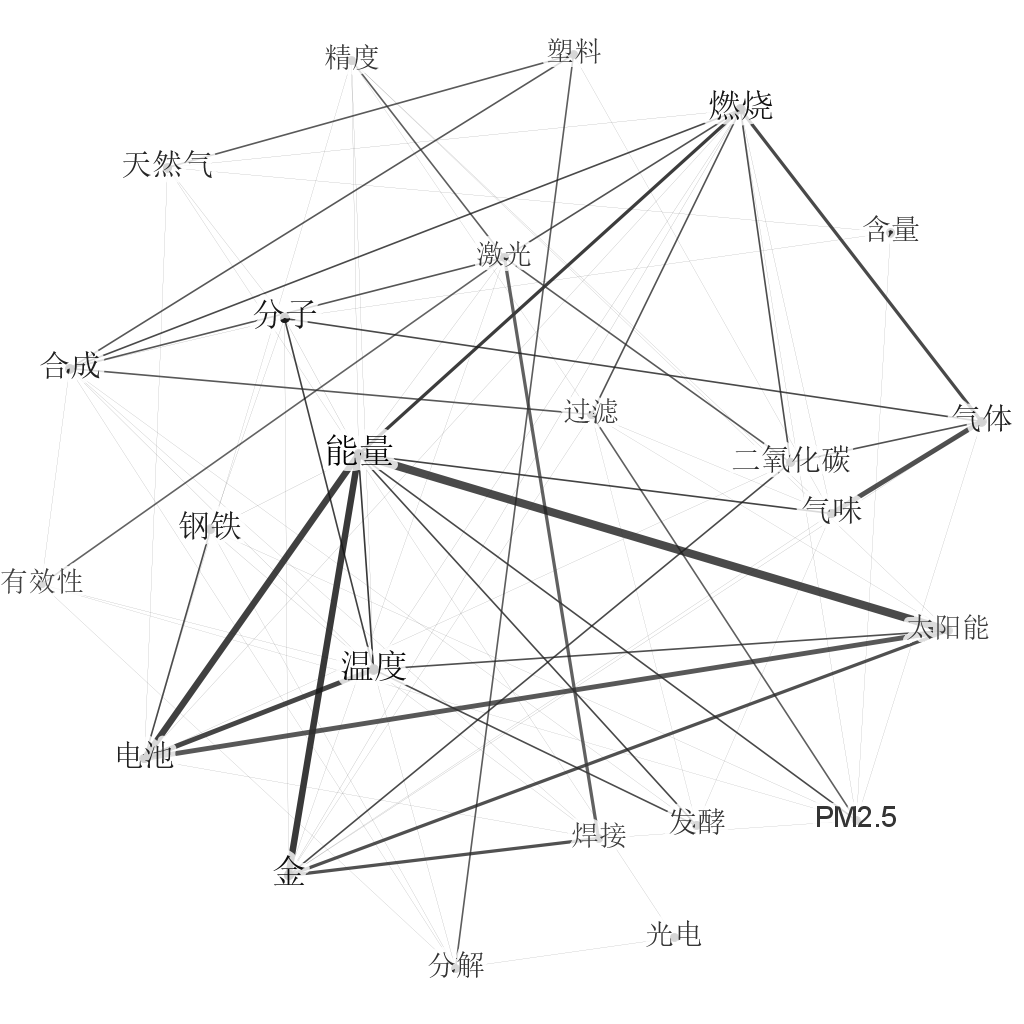 塑料
精度
燃烧
天然气
含量
激光
分子
合成
过滤
气体
能量
二氧化碳
气味
钢铁
有效性
太阳能
温度
电池
PM2.5
发酵
焊接
金
光电
分解